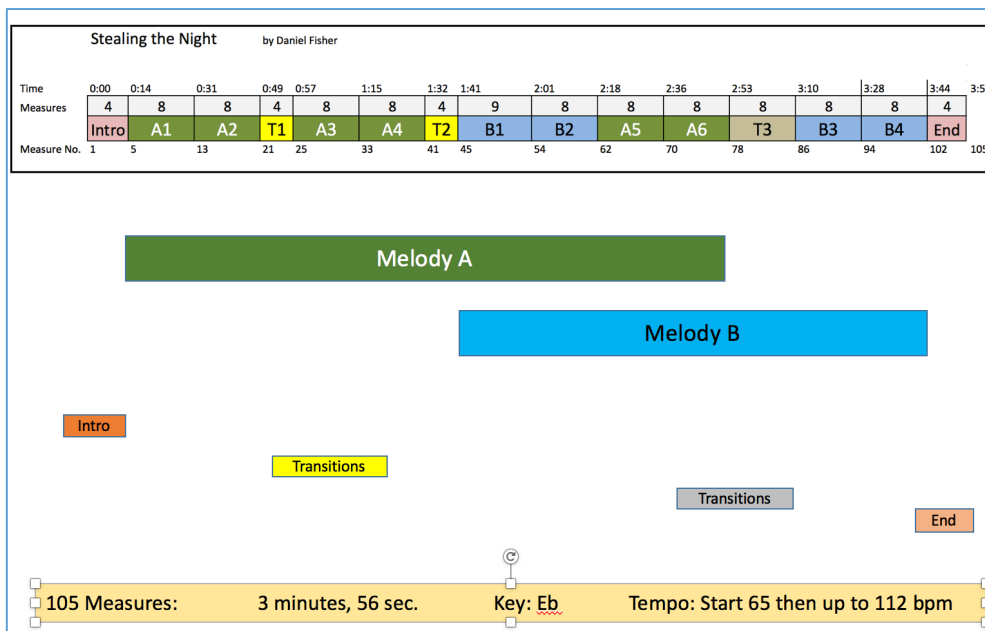 Stealing the Night by Daniel Fisher
Time 0:00 0:14 0:31 0:49 0:57 1:15 1:32 1:41 2:01 2:18 2:36 2:53 3:10 3:28 3:44
Measures 4 8 8 4 8 8 4 9 8 8 8 8 8 8 4
Intro A1 A2 T1 A3 A4 T2 B1 B2 A5 A6 T3 B3 B4 End
Measure No. 1 5 13 21 25 33 41 45 54 62 70 78 86 94 102 105
Melody A
Melody B
Intro
Transitions
Transitions
End
105 Measures: 3 minutes, 56 sec. Key: Eb Tempo: Start 65 then up to 112 bpm